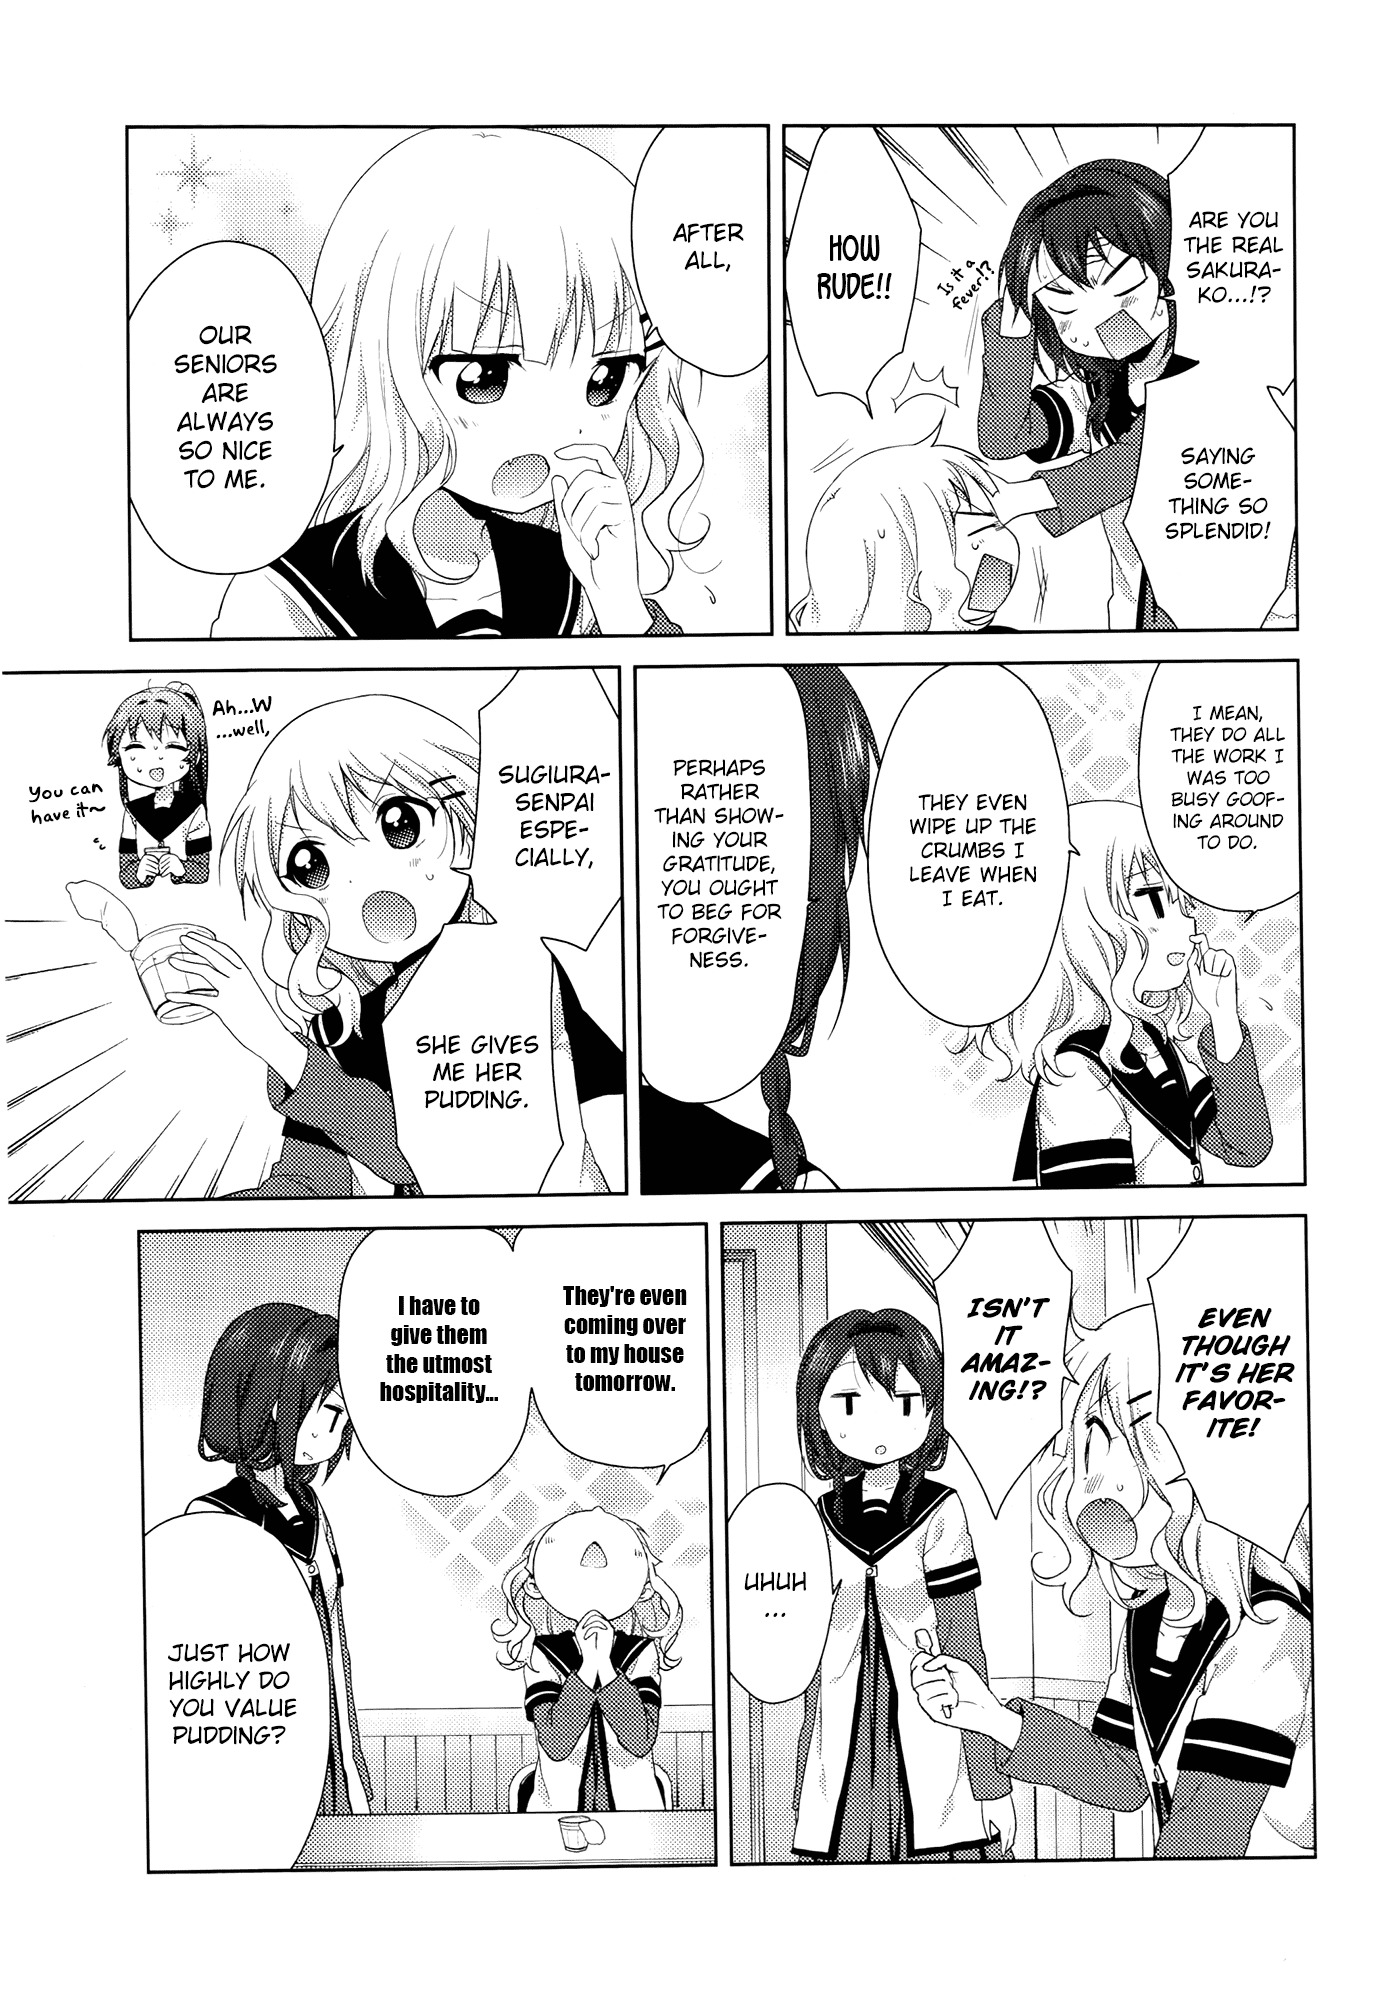 ARE YOU
THE REAL
SAKURA-
KO...!?
Is it a
fever!?
SAYING
SOME-
THING SO
SPLENDID!
HOW
RUDE!!
AFTER
ALL,
OUR
SENIORS
ARE
ALWAYS
SO NICE
TO ME.
I MEAN,
THEY DO ALL
THE WORK I
WAS TOO
BUSY GOOF-
ING AROUND
TO DO.
THEY EVEN
WIPE UP THE
CRUMBS I
LEAVE WHEN
I EAT.
PERHAPS
RATHER
THAN SHOW-
ING YOUR
GRATITUDE,
YOU OUGHT
TO BEG FOR
FORGIVE-
NESS.
SUGIURA-
SENPAI
ESPE-
CIALLY,
SHE GIVES
ME HER
PUDDING.
Ah...W
...well,
You can
have it~
EVEN
THOUGH
IT'S HER
FAVOR-
ITE!
ISN'T
IT
AMAZ-
ING!?
UHUH
...
They're even
coming over
to my house
tomorrow.
I have to
give them
the utmost
hospitality...
JUST HOW
HIGHLY DO
YOU VALUE
PUDDING?